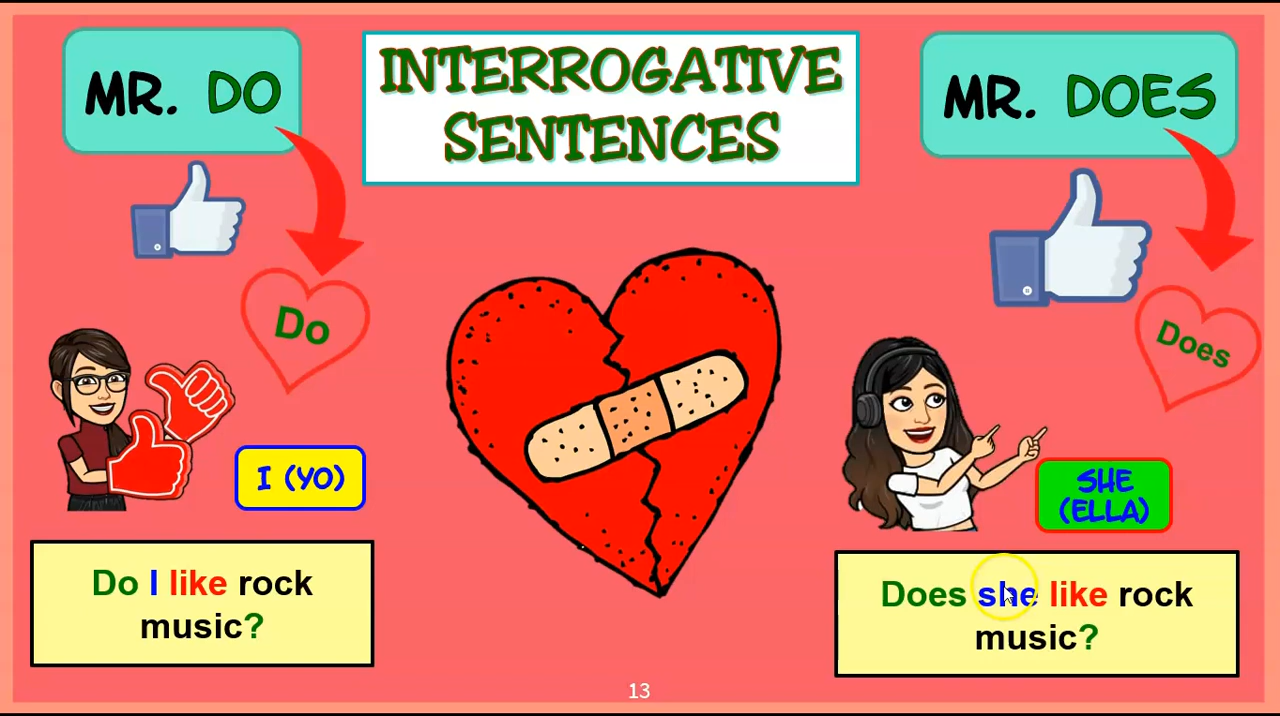 MR. DO
INTERROGATIVE
SENTENCES
MR. DOES
Do
Does
I (YO)
SHE
(ELLA)
Do I like rock
music?
Does she like rock
music?
13